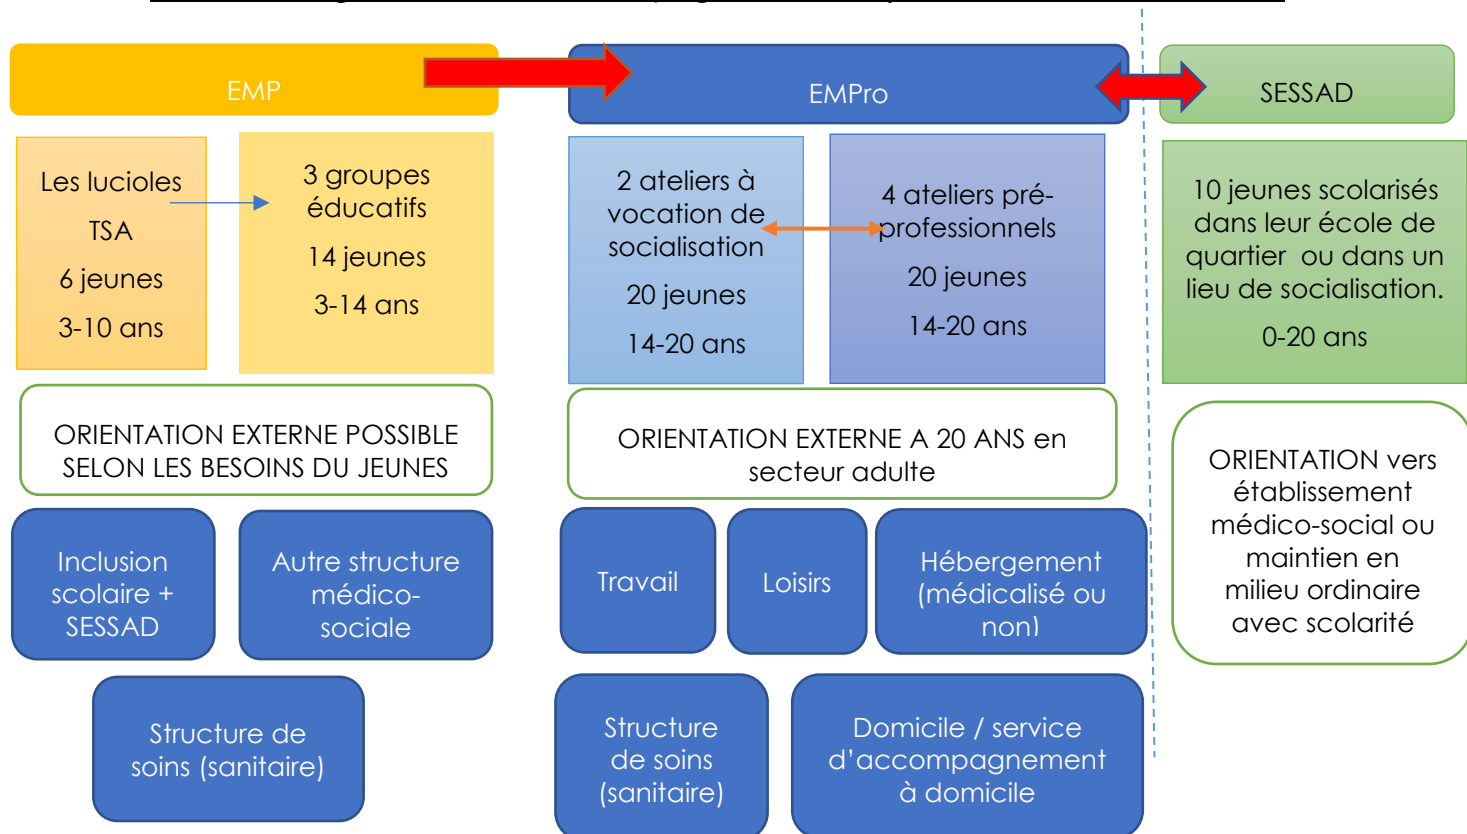 EMP
EMPro
SESSAD
Les lucioles
TSA
6 jeunes
3-10 ans
3 groupes
éducatifs
14 jeunes
3-14 ans
2 ateliers à
vocation de
socialisation
20 jeunes
14-20 ans
4 ateliers pré-
professionnels
20 jeunes
14-20 ans
10 jeunes scolarisés
dans leur école de
quartier ou dans un
lieu de socialisation.
0-20 ans
ORIENTATION EXTERNE POSSIBLE
SELON LES BESOINS DU JEUNES
ORIENTATION EXTERNE A 20 ANS en
secteur adulte
ORIENTATION vers
établissement
médico-social ou
maintien en
milieu ordinaire
avec scolarité
Inclusion
scolaire +
SESSAD
Autre structure
médico-
sociale
Travail
Loisirs
Hébergement
(médicalisé ou
non)
Structure de
soins (sanitaire)
Structure
de soins
(sanitaire)
Domicile / service
d’accompagnement
à domicile